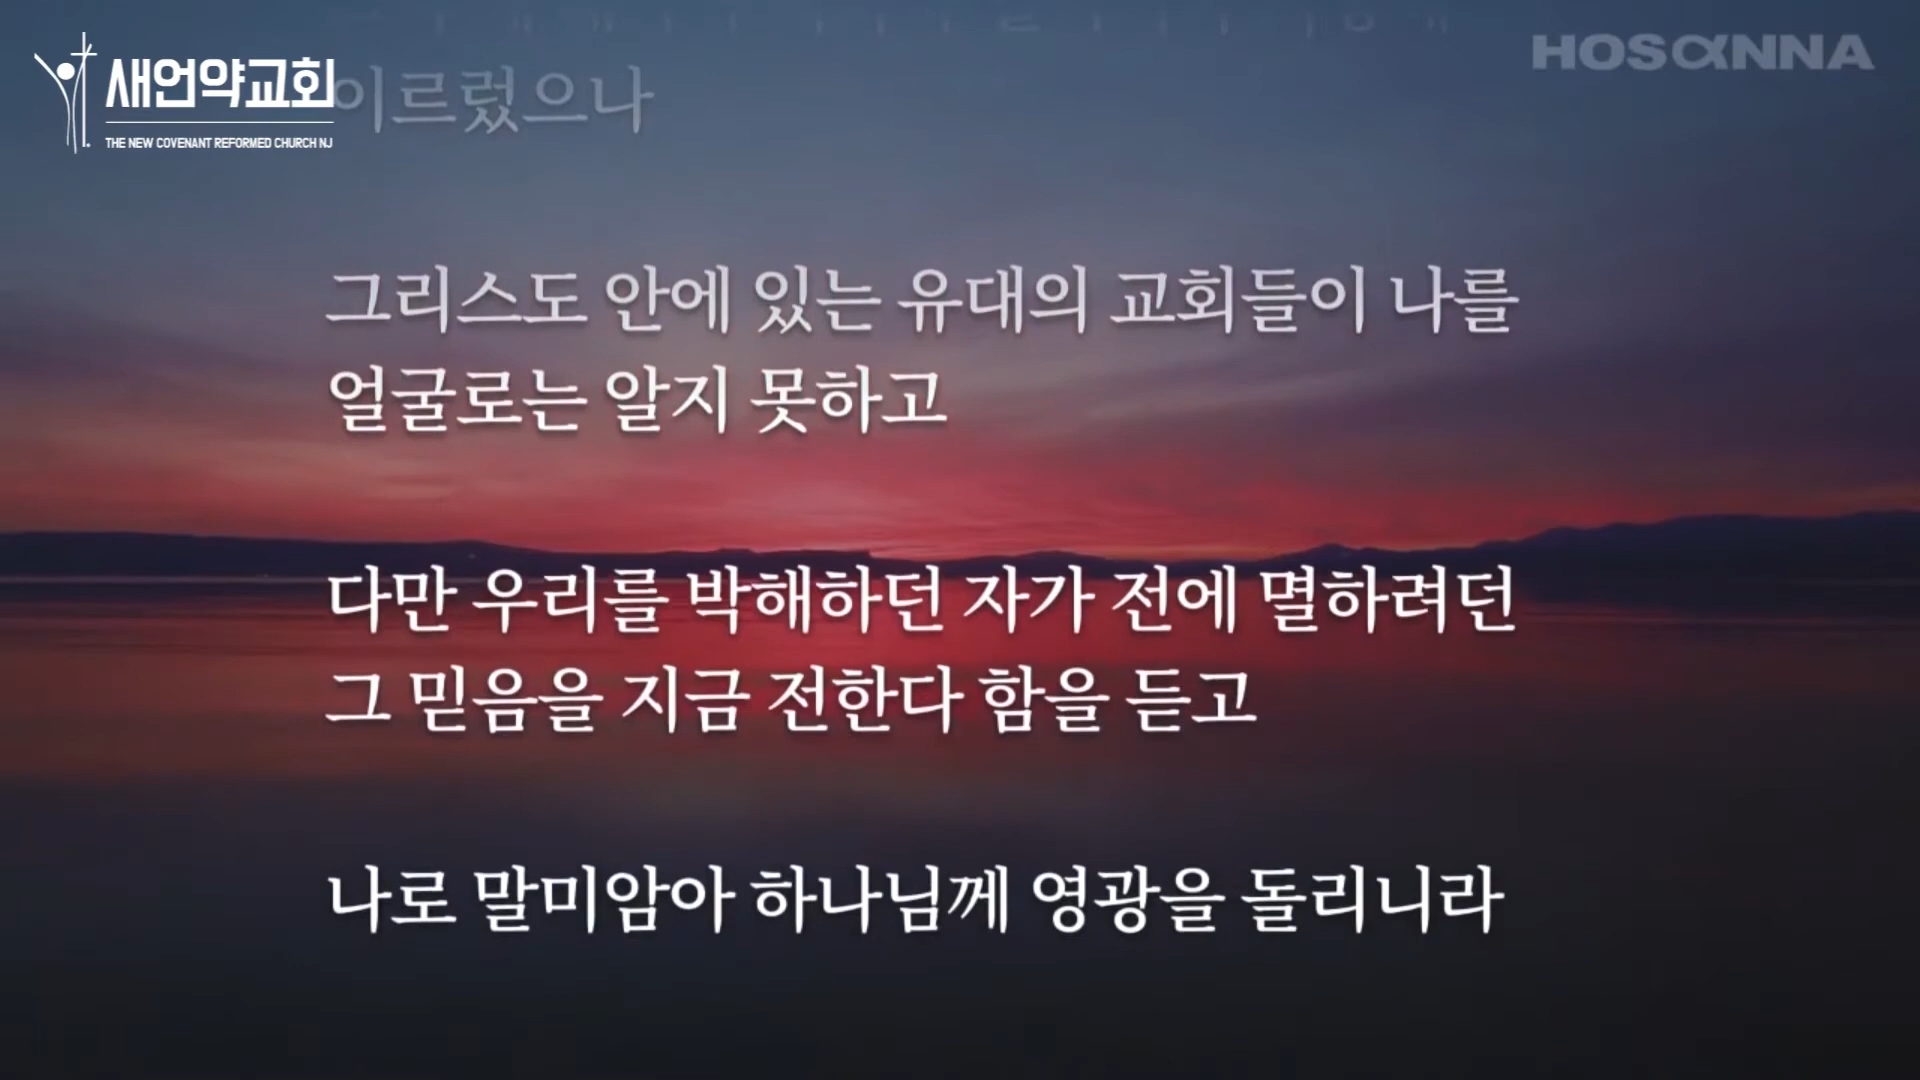 HOSANNA
새언약교회
THE NEW COVENANT REFORMED CHURCH NJ
이르렀으나
그리스도 안에 있는 유대의 교회들이 나를
얼굴로는 알지 못하고
다만 우리를 박해하던 자가 전에 멸하려던
그 믿음을 지금 전한다 함을 듣고
나로 말미암아 하나님께 영광을 돌리니라